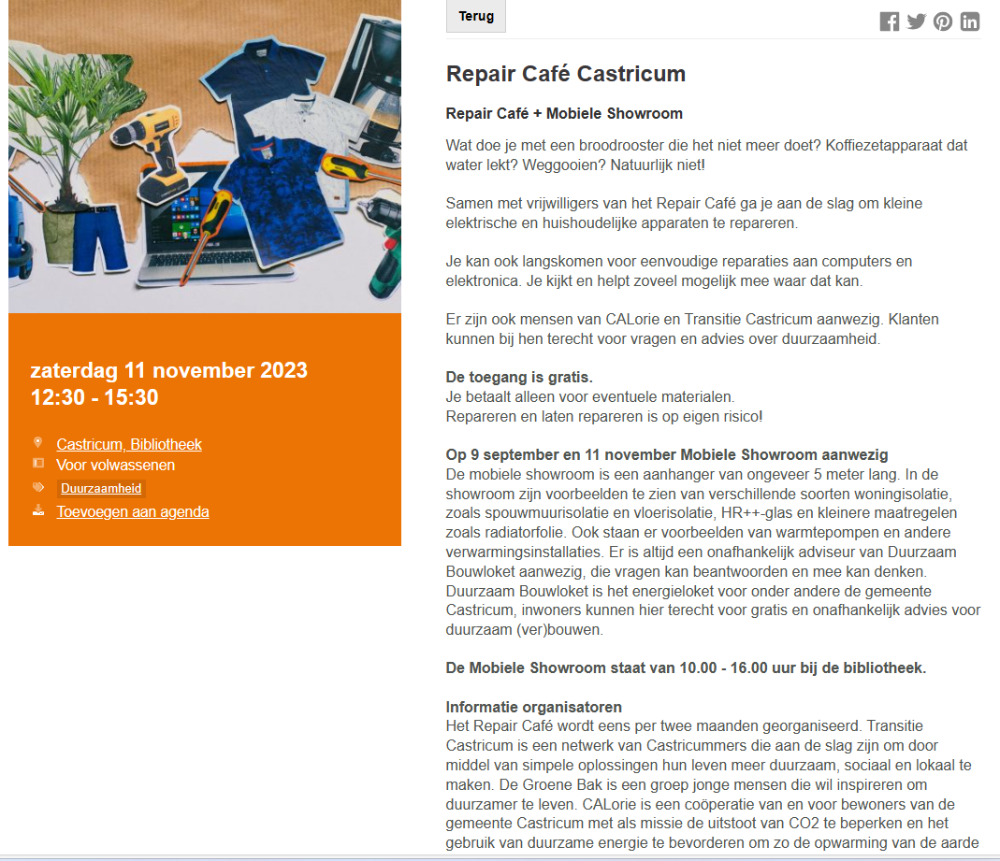 Terug
Repair Café Castricum
Repair Café + Mobiele Showroom
Wat doe je met een broodrooster die het niet meer doet? Koffiezetapparaat dat
water lekt? Weggooien? Natuurlijk niet!
Samen met vrijwilligers van het Repair Café ga je aan de slag om kleine
elektrische en huishoudelijke apparaten te repareren.
Je kan ook langskomen voor eenvoudige reparaties aan computers en
elektronica. Je kijkt en helpt zoveel mogelijk mee waar dat kan.
Er zijn ook mensen van CALorie en Transitie Castricum aanwezig. Klanten
kunnen bij hen terecht voor vragen en advies over duurzaamheid.
De toegang is gratis.
Je betaalt alleen voor eventuele materialen.
Repareren en laten repareren is op eigen risico!
Op 9 september en 11 november Mobiele Showroom aanwezig
De mobiele showroom is een aanhanger van ongeveer 5 meter lang. In de
showroom zijn voorbeelden te zien van verschillende soorten woningisolatie,
zoals spouwmuurisolatie en vloerisolatie, HR++-glas en kleinere maatregelen
zoals radiatorfolie. Ook staan er voorbeelden van warmtepompen en andere
verwarmingsinstallaties. Er is altijd een onafhankelijk adviseur van Duurzaam
Bouwloket aanwezig, die vragen kan beantwoorden en mee kan denken.
Duurzaam Bouwloket is het energieloket voor onder andere de gemeente
Castricum, inwoners kunnen hier terecht voor gratis en onafhankelijk advies voor
duurzaam (ver)bouwen.
De Mobiele Showroom staat van 10.00 - 16.00 uur bij de bibliotheek.
Informatie organisatoren
Het Repair Café wordt eens per twee maanden georganiseerd. Transitie
Castricum is een netwerk van Castricummers die aan de slag zijn om door
middel van simpele oplossingen hun leven meer duurzaam, sociaal en lokaal te
maken. De Groene Bak is een groep jonge mensen die wil inspireren om
duurzamer te leven. CALorie is een coöperatie van en voor bewoners van de
gemeente Castricum met als missie de uitstoot van CO2 te beperken en het
gebruik van duurzame energie te bevorderen om zo de opwarming van de aarde
zaterdag 11 november 2023
12:30 - 15:30
Castricum, Bibliotheek
Voor volwassenen
Duurzaamheid
Toevoegen aan agenda